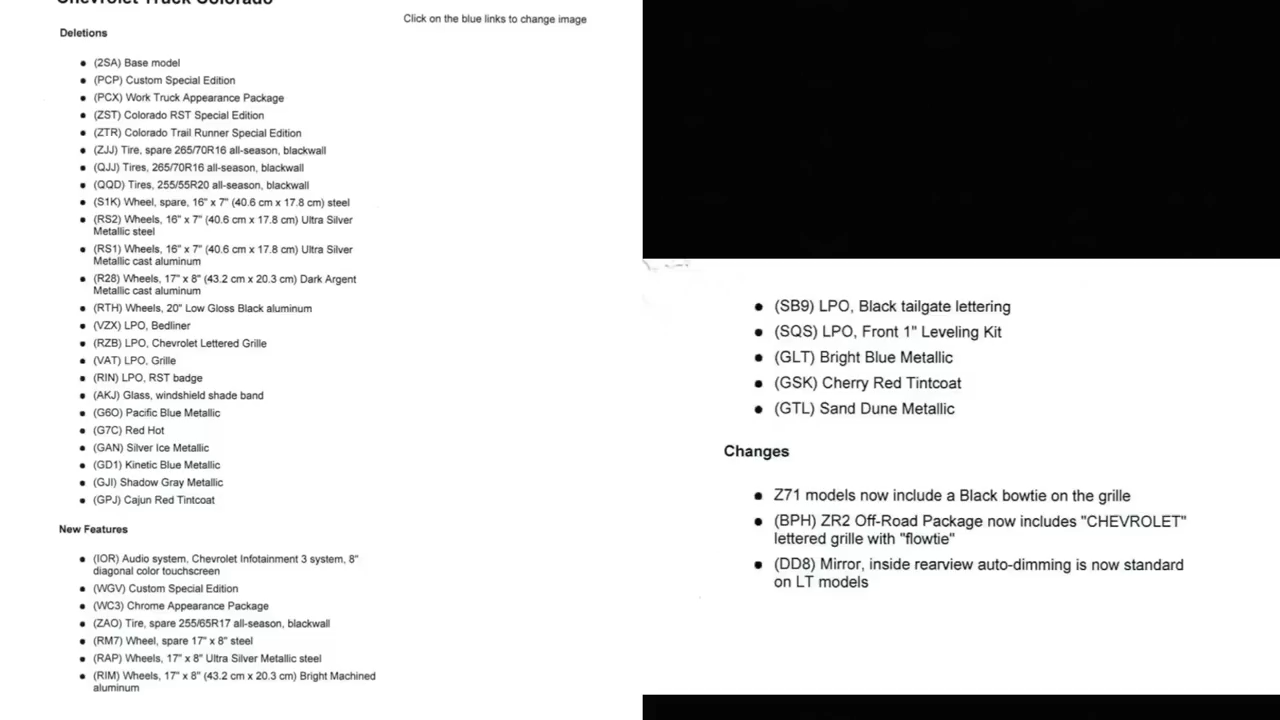 Chevrolet Truck Colorado
Click on the blue links to change image
Deletions
• (2SA) Base model
• (PCP) Custom Special Edition
• (PCX) Work Truck Appearance Package
• (ZST) Colorado RST Special Edition
• (ZTR) Colorado Trail Runner Special Edition
• (ZJJ) Tire, spare 265/70R16 all-season, blackwall
• (QJJ) Tires, 265/70R16 all-season, blackwall
• (QQD) Tires, 255/55R20 all-season, blackwall
• (S1K) Wheel, spare, 16" x 7" (40.6 cm x 17.8 cm) steel
• (RS2) Wheels, 16" x 7" (40.6 cm x 17.8 cm) Ultra Silver
Metallic steel
• (RS1) Wheels, 16" x 7" (40.6 cm x 17.8 cm) Ultra Silver
Metallic cast aluminum
• (R28) Wheels, 17" x 8" (43.2 cm x 20.3 cm) Dark Argent
Metallic cast aluminum
• (RTH) Wheels, 20" Low Gloss Black aluminum
• (VZX) LPO, Bedliner
• (RZB) LPO, Chevrolet Lettered Grille
• (VAT) LPO, Grille
• (RIN) LPO, RST badge
• (AKJ) Glass, windshield shade band
• (G6O) Pacific Blue Metallic
• (G7C) Red Hot
• (GAN) Silver Ice Metallic
• (GD1) Kinetic Blue Metallic
• (GJI) Shadow Gray Metallic
• (GPJ) Cajun Red Tintcoat
New Features
• (IOR) Audio system, Chevrolet Infotainment 3 system, 8"
diagonal color touchscreen
• (WGV) Custom Special Edition
• (WC3) Chrome Appearance Package
• (ZAO) Tire, spare 255/65R17 all-season, blackwall
• (RM7) Wheel, spare 17" x 8" steel
• (RAP) Wheels, 17" x 8" Ultra Silver Metallic steel
• (RIM) Wheels, 17" x 8" (43.2 cm x 20.3 cm) Bright Machined
aluminum
• (SB9) LPO, Black tailgate lettering
• (SQS) LPO, Front 1" Leveling Kit
• (GLT) Bright Blue Metallic
• (GSK) Cherry Red Tintcoat
• (GTL) Sand Dune Metallic
Changes
• Z71 models now include a Black bowtie on the grille
• (BPH) ZR2 Off-Road Package now includes "CHEVROLET"
lettered grille with "flowtie"
• (DD8) Mirror, inside rearview auto-dimming is now standard
on LT models